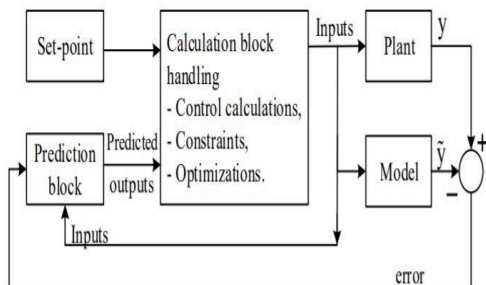 Set-point
Calculation block
handling
- Control calculations,
- Constraints,
- Optimizations.
Inputs
Plant
y
Prediction
block
Predicted
outputs
Model
ỹ
+
−
Inputs
error